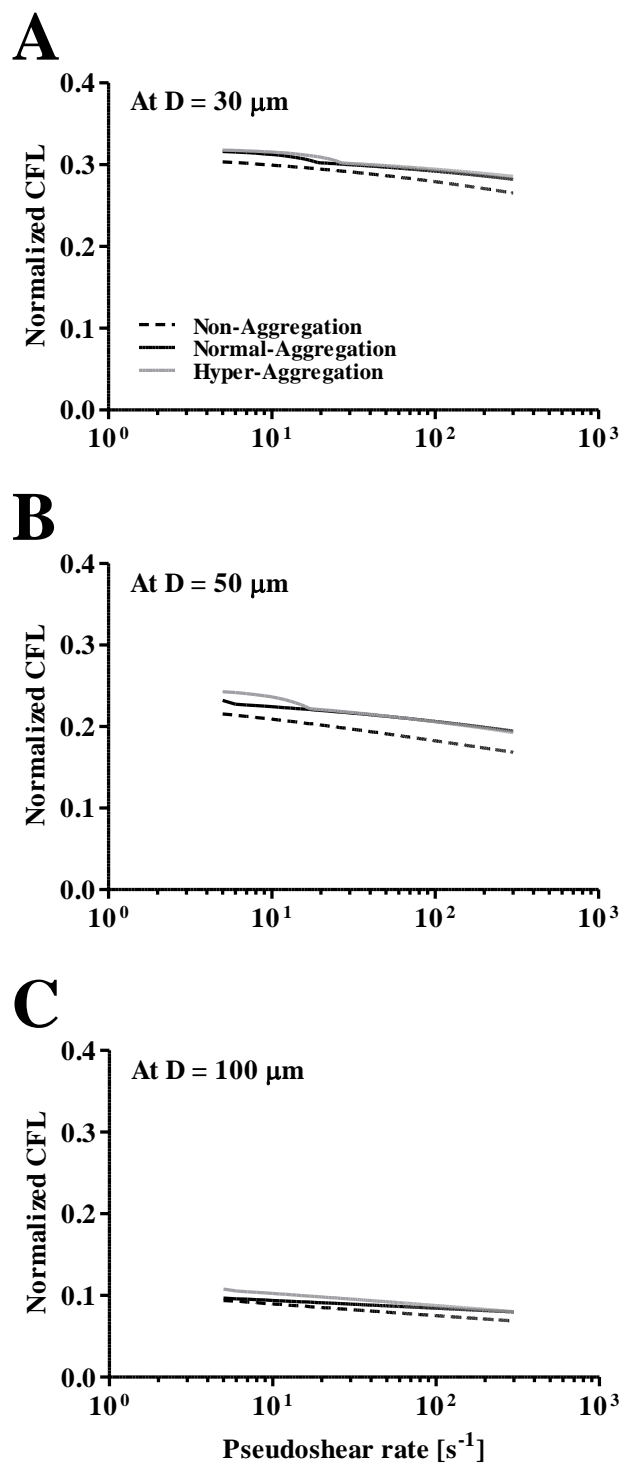 A
At D = 30 μm
0.4
0.3
0.2
0.1
0.0
Normalized CFL
Non-Aggregation
Normal-Aggregation
Hyper-Aggregation
10⁰ 10¹ 10² 10³
B
At D = 50 μm
0.4
0.3
0.2
0.1
0.0
Normalized CFL
10⁰ 10¹ 10² 10³
C
At D = 100 μm
0.4
0.3
0.2
0.1
0.0
Normalized CFL
10⁰ 10¹ 10² 10³
Pseudoshear rate [s⁻¹]